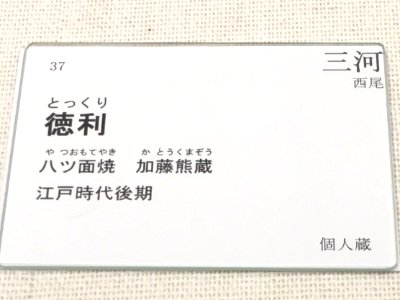 37
三河
西尾
とっくり
徳利
やつおもてやき かとうくまぞう
八ツ面焼 加藤熊蔵
江戸時代後期
個人蔵